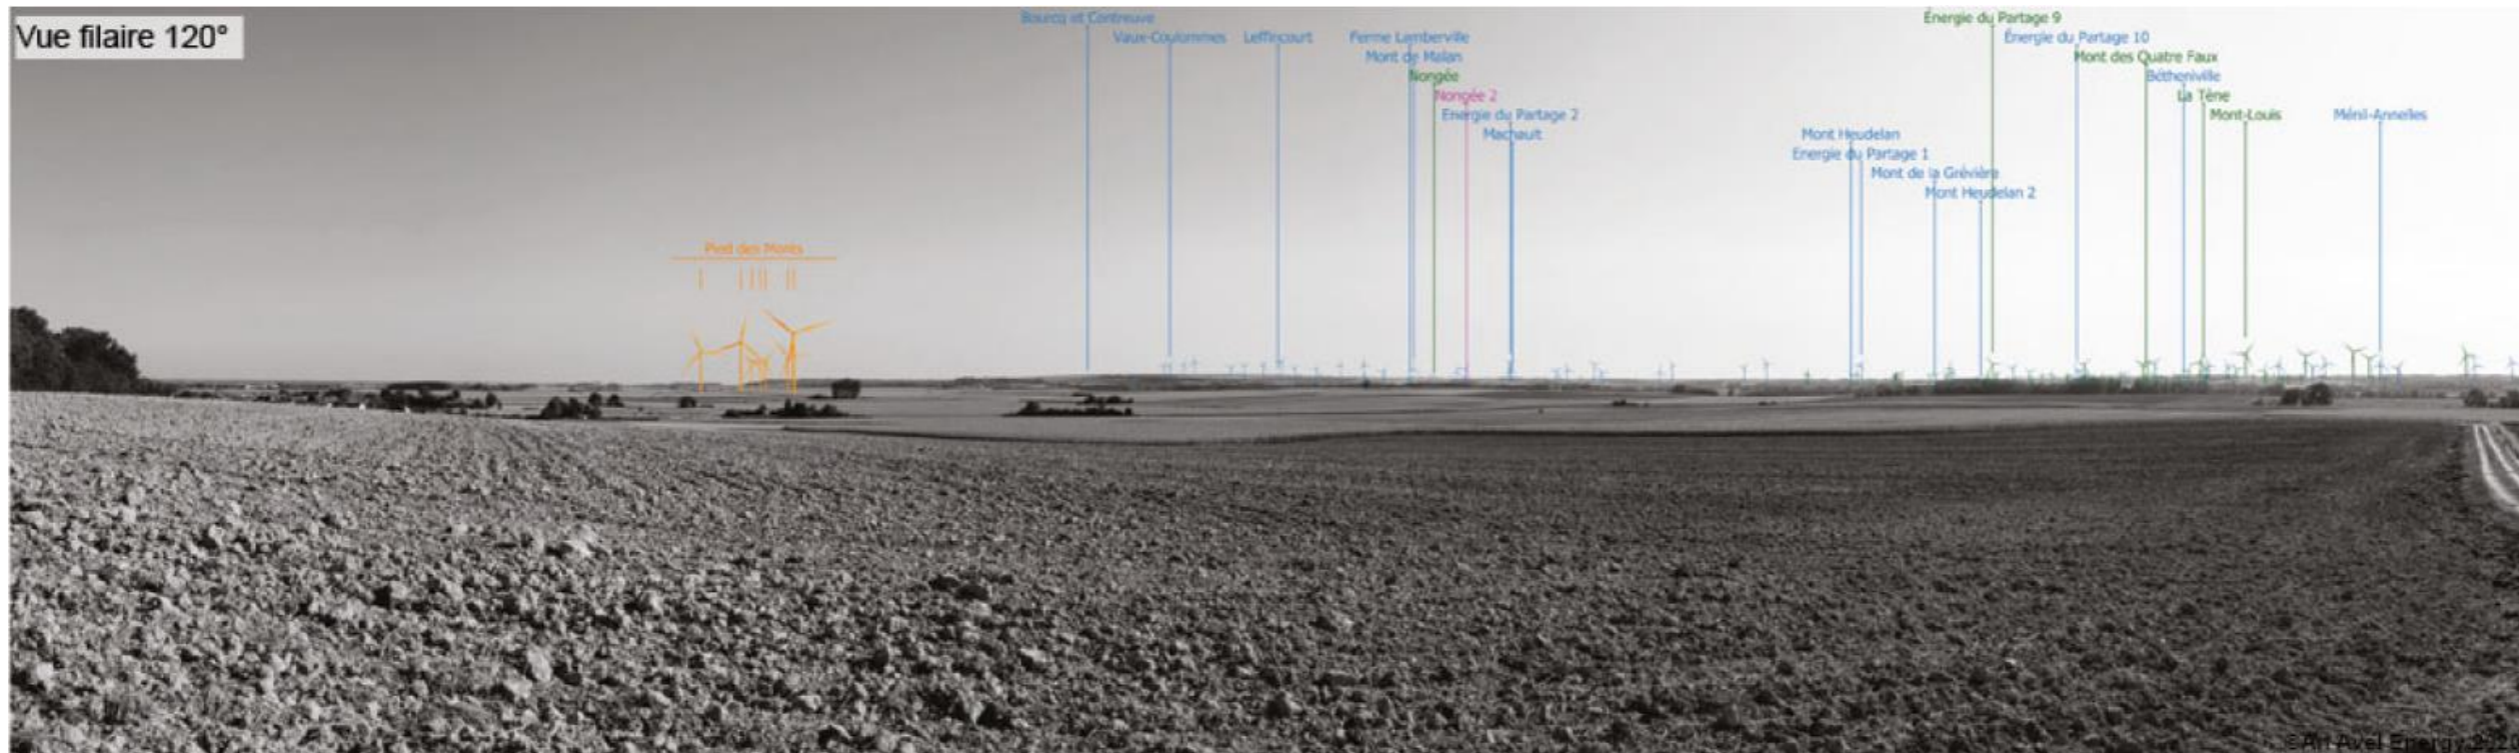 Vue filaire 120°
Bourcq et Contreuve
Énergie du Partage 9
Vaux-Coulommes
Leffincourt
Ferme Lamberville
Énergie du Partage 10
Mont de Malan
Mont des Quatre Faux
Nongée
Béthoniville
Nongée 2
La Tène
Energie du Partage 2
Mont-Louis
Ménil-Annelles
Machault
Mont Heudelan
Energie du Partage 1
Mont de la Grévière
Mont Heudelan 2
Pied des Monts